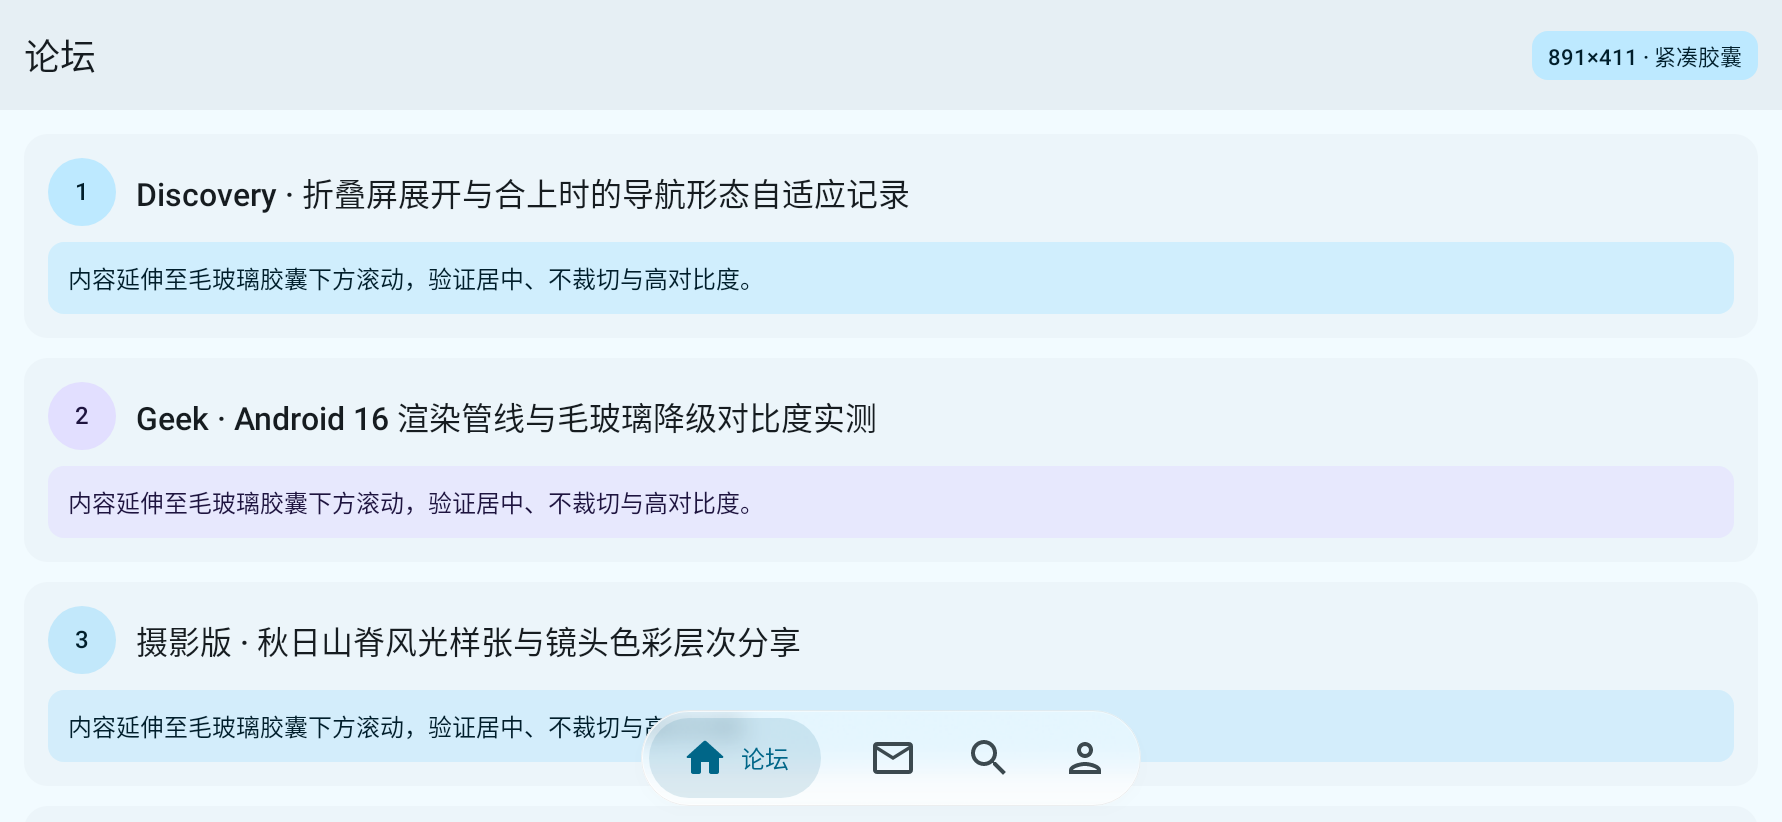 论坛
891×411 · 紧凑胶囊
1
Discovery · 折叠屏展开与合上时的导航形态自适应记录
内容延伸至毛玻璃胶囊下方滚动，验证居中、不裁切与高对比度。
2
Geek · Android 16 渲染管线与毛玻璃降级对比度实测
内容延伸至毛玻璃胶囊下方滚动，验证居中、不裁切与高对比度。
3
摄影版 · 秋日山脊风光样张与镜头色彩层次分享
内容延伸至毛玻璃胶囊下方滚动，验证居中、不裁切与
论坛